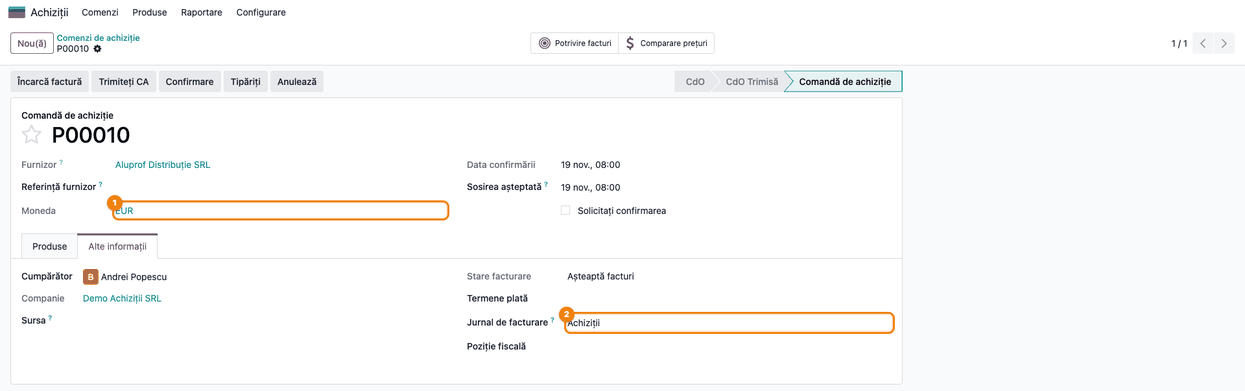 Achiziții Comenzi Produse Raportare Configurare
Nou(ă) Comenzi de achiziție
P00010
Potrivire facturi Comparare prețuri 1 / 1
Încarcă factură Trimiteți CA Confirmare Tipăriți Anulează CdO CdO Trimisă Comandă de achiziție
Comandă de achiziție
P00010
Furnizor ? Aluprof Distribuție SRL Data confirmării 19 nov., 08:00
Referință furnizor ? Sosirea așteptată ? 19 nov., 08:00
Moneda 1 EUR Solicitați confirmarea
Produse Alte informații
Cumpărător B Andrei Popescu Stare facturare Așteaptă facturi
Companie Demo Achiziții SRL Termene plată
Sursa ? Jurnal de facturare ? 2 Achiziții
Poziție fiscală